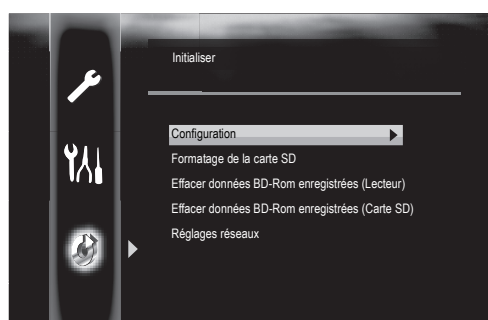 Initialiser
Configuration
Formatage de la carte SD
Effacer données BD-Rom enregistrées (Lecteur)
Effacer données BD-Rom enregistrées (Carte SD)
Réglages réseaux